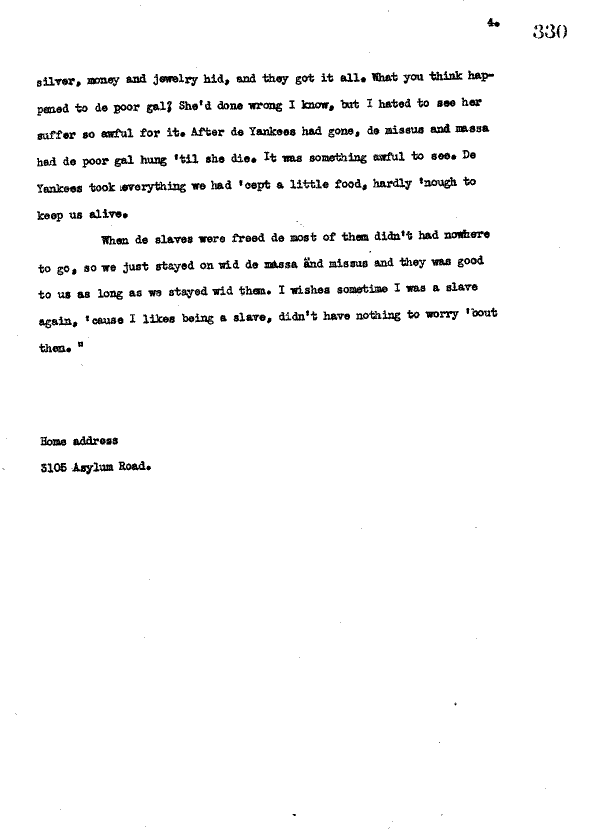 4.
330
silver, money and jewelry hid, and they got it all. What you think hap-
pened to de poor gal; She'd done wrong I know, but I hated to see her
suffer so awful for it. After de Yankees had gone, de missus and massa
had de poor gal hung 'til she die. It was something awful to see. De
Yankees took everything we had 'cept a little food, hardly 'nough to
keep us alive.
When de slaves were freed de most of them didn't had nowhere
to go, so we just stayed on wid de massa and missus and they was good
to us as long as we stayed wid them. I wishes sometime I was a slave
again, 'cause I likes being a slave, didn't have nothing to worry 'bout
then. "
Home address
3105 Asylum Road.